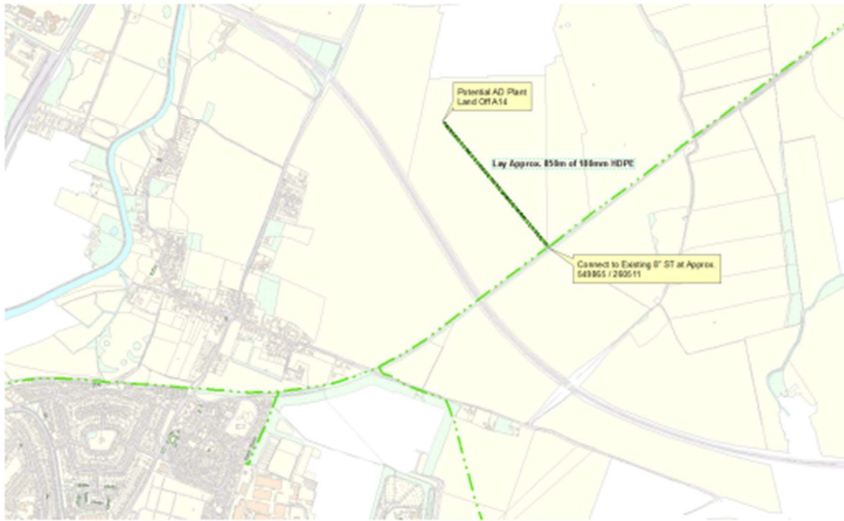 Potential AD Plant
Land Off A14
Lay Approx. 850m of 180mm HDPE
Connect to Existing 8" ST at Approx.
549865 / 260511